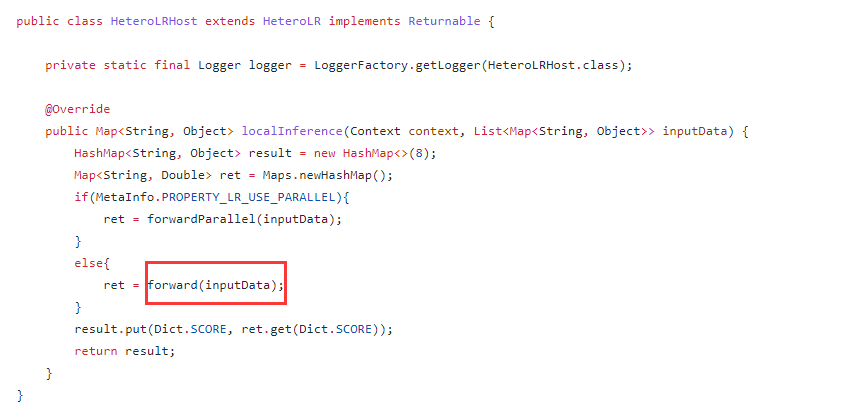 public class HeteroLRHost extends HeteroLR implements Returnable {
private static final Logger logger = LoggerFactory.getLogger(HeteroLRHost.class);
@Override
public Map<String, Object> localInference(Context context, List<Map<String, Object>> inputData) {
HashMap<String, Object> result = new HashMap<>(8);
Map<String, Double> ret = Maps.newHashMap();
if(MetaInfo.PROPERTY_LR_USE_PARALLEL){
ret = forwardParallel(inputData);
}
else{
ret = forward(inputData);
}
result.put(Dict.SCORE, ret.get(Dict.SCORE));
return result;
}
}